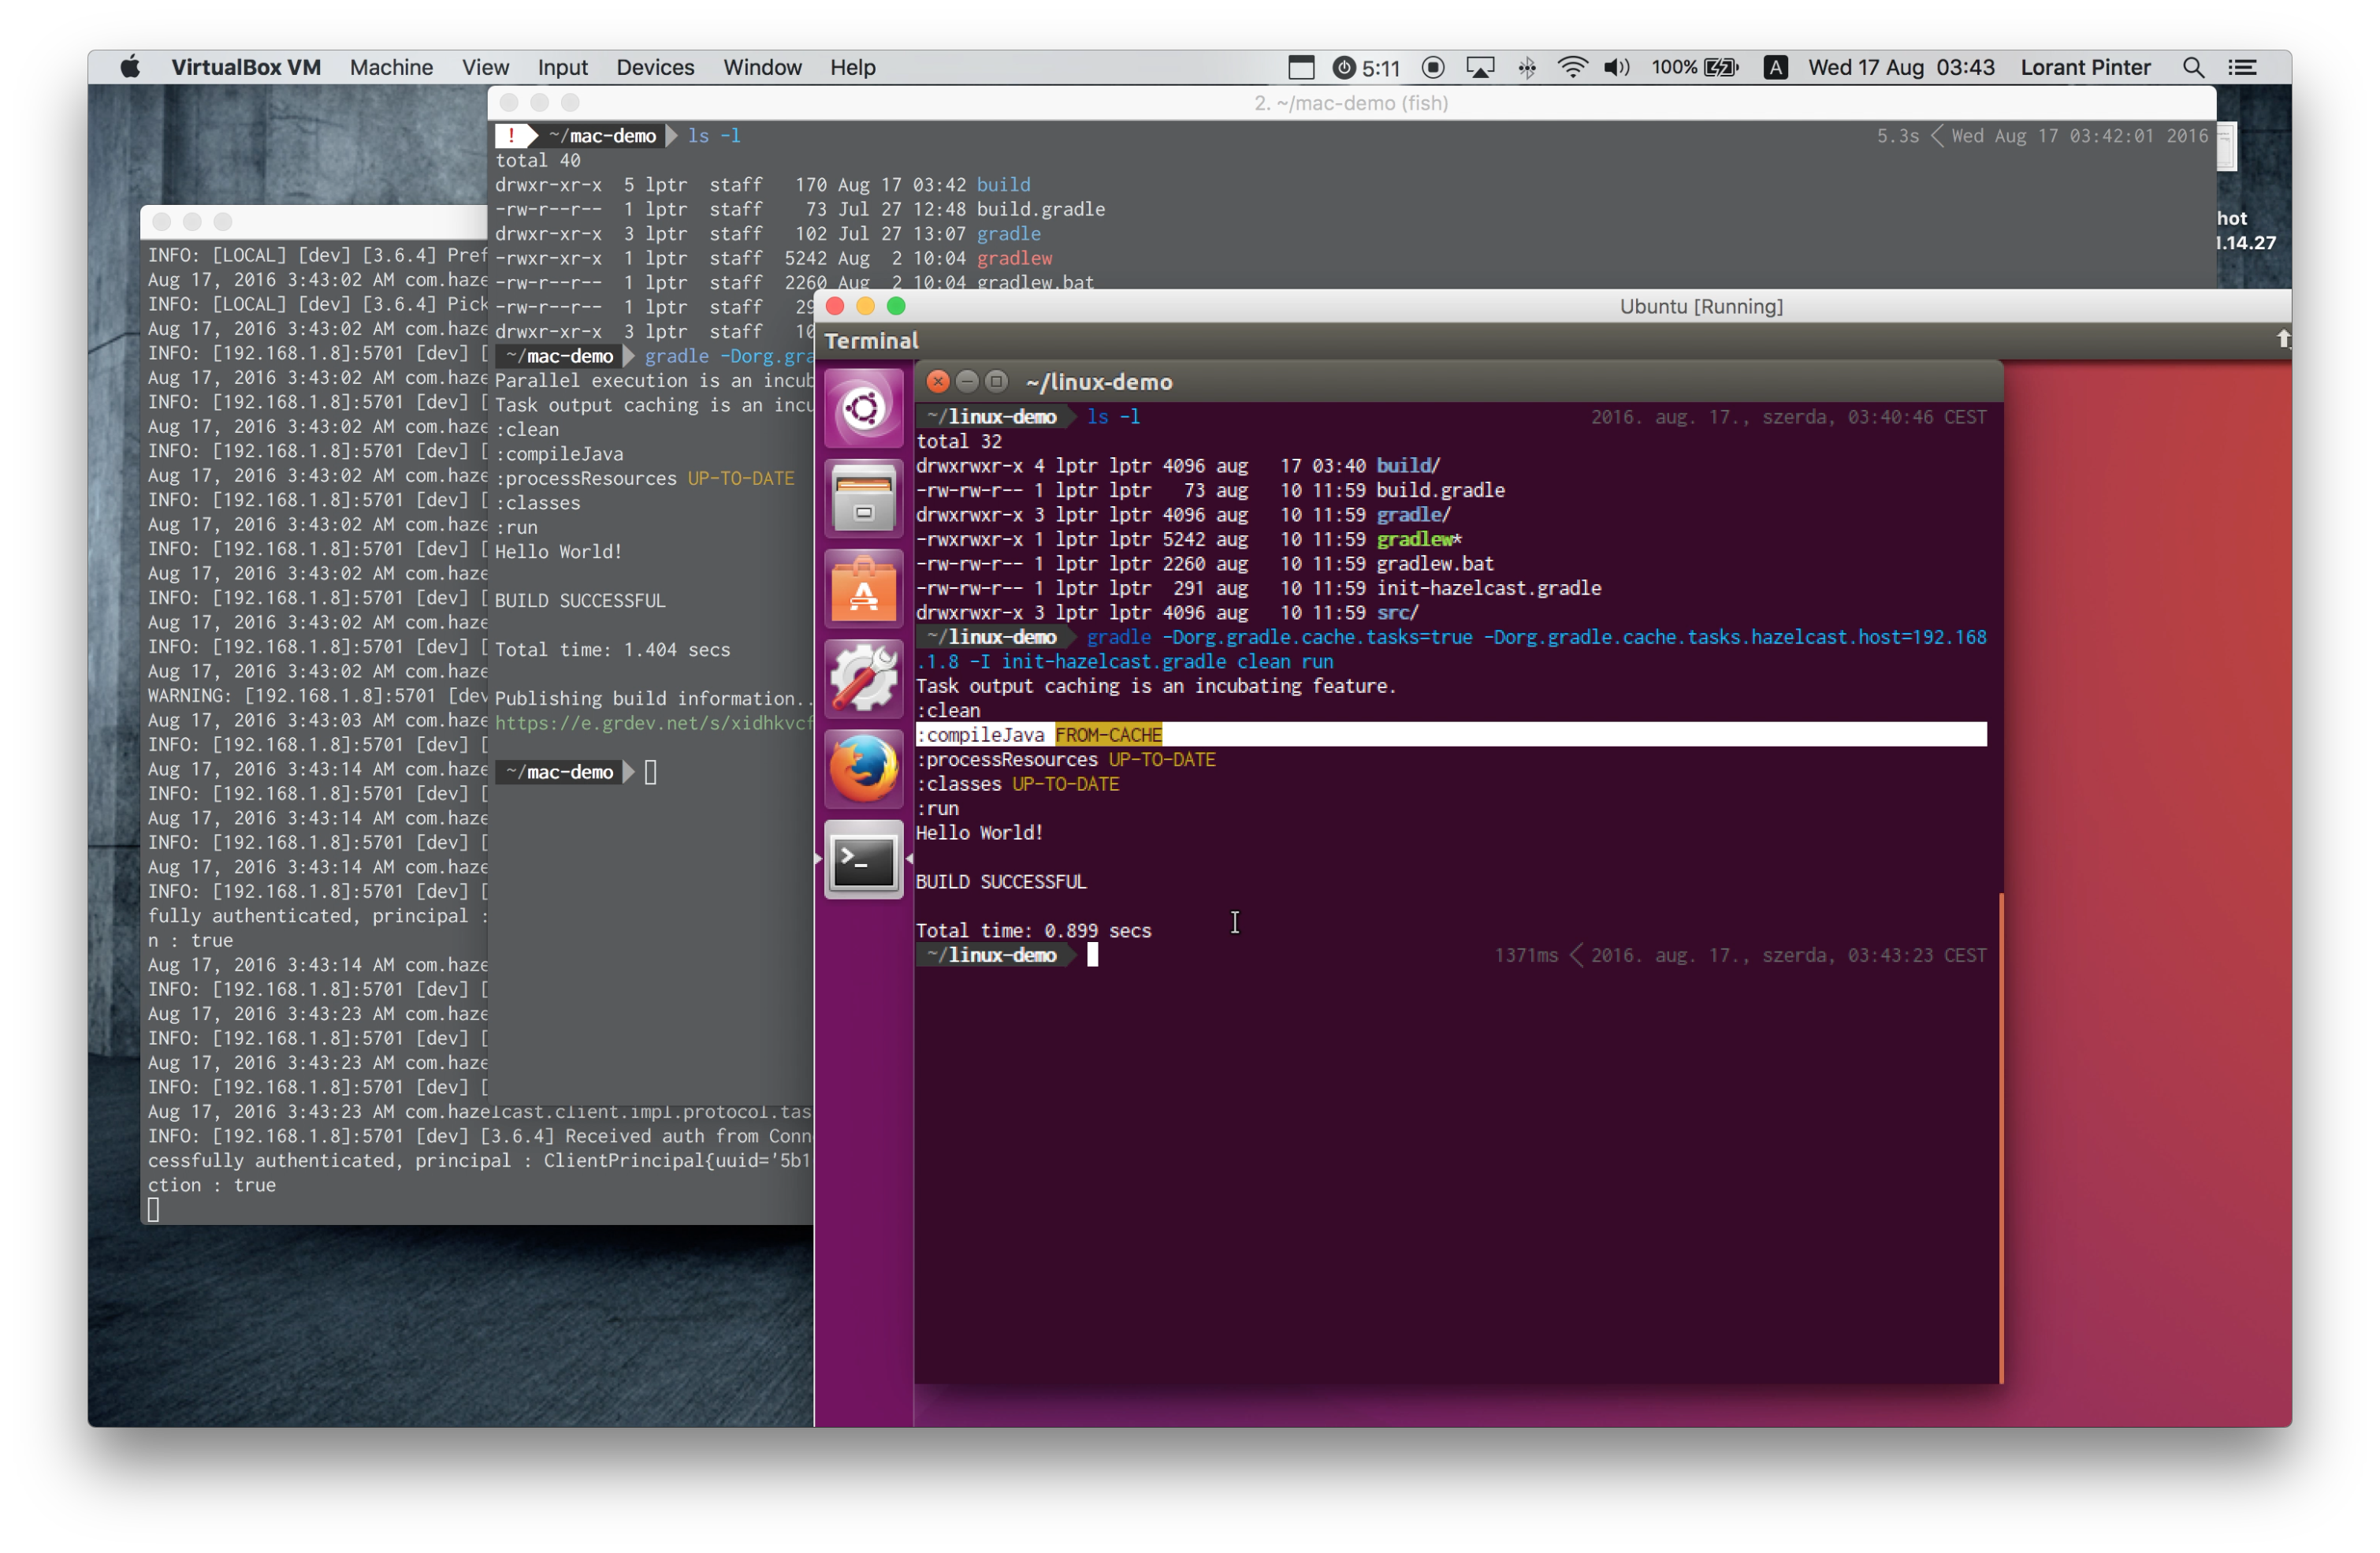 VirtualBox VM Machine View Input Devices Window Help 5:11 100% A Wed 17 Aug 03:43 Lorant Pinter
2. ~/mac-demo (fish)
! ~/mac-demo ls -l 5.3s Wed Aug 17 03:42:01 2016
total 40
drwxr-xr-x 5 lptr staff 170 Aug 17 03:42 build
-rw-r--r-- 1 lptr staff 73 Jul 27 12:48 build.gradle
drwxr-xr-x 3 lptr staff 102 Jul 27 13:07 gradle
-rwxr-xr-x 1 lptr staff 5242 Aug 2 10:04 gradlew
-rw-r--r-- 1 lptr staff 2260 Aug 2 10:04 gradlew.bat
-rw-r--r-- 1 lptr staff 29
drwxr-xr-x 3 lptr staff 10
~/mac-demo gradle -Dorg.gra
Parallel execution is an incub
Task output caching is an incu
:clean
:compileJava
:processResources UP-TO-DATE
:classes
:run
Hello World!
BUILD SUCCESSFUL
Total time: 1.404 secs
Publishing build information..
https://e.grdev.net/s/xidhkvcf
~/mac-demo
hot
1.14.27
INFO: [LOCAL] [dev] [3.6.4] Pref
Aug 17, 2016 3:43:02 AM com.haze
INFO: [LOCAL] [dev] [3.6.4] Pick
Aug 17, 2016 3:43:02 AM com.haze
INFO: [192.168.1.8]:5701 [dev] [
Aug 17, 2016 3:43:02 AM com.haze
INFO: [192.168.1.8]:5701 [dev] [
Aug 17, 2016 3:43:02 AM com.haze
INFO: [192.168.1.8]:5701 [dev] [
Aug 17, 2016 3:43:02 AM com.haze
INFO: [192.168.1.8]:5701 [dev] [
Aug 17, 2016 3:43:02 AM com.haze
INFO: [192.168.1.8]:5701 [dev] [
Aug 17, 2016 3:43:02 AM com.haze
INFO: [192.168.1.8]:5701 [dev] [
Aug 17, 2016 3:43:02 AM com.haze
INFO: [192.168.1.8]:5701 [dev] [
Aug 17, 2016 3:43:02 AM com.haze
WARNING: [192.168.1.8]:5701 [dev
Aug 17, 2016 3:43:03 AM com.haze
INFO: [192.168.1.8]:5701 [dev] [
Aug 17, 2016 3:43:14 AM com.haze
INFO: [192.168.1.8]:5701 [dev] [
Aug 17, 2016 3:43:14 AM com.haze
INFO: [192.168.1.8]:5701 [dev] [
Aug 17, 2016 3:43:14 AM com.haze
INFO: [192.168.1.8]:5701 [dev] [
fully authenticated, principal :
n : true
Aug 17, 2016 3:43:14 AM com.haze
INFO: [192.168.1.8]:5701 [dev] [
Aug 17, 2016 3:43:23 AM com.haze
INFO: [192.168.1.8]:5701 [dev] [
Aug 17, 2016 3:43:23 AM com.haze
INFO: [192.168.1.8]:5701 [dev] [
Aug 17, 2016 3:43:23 AM com.hazelcast.client.impl.protocol.tas
INFO: [192.168.1.8]:5701 [dev] [3.6.4] Received auth from Conn
cessfully authenticated, principal : ClientPrincipal{uuid='5b1
ction : true
Ubuntu [Running]
Terminal
~/linux-demo
~/linux-demo ls -l 2016. aug. 17., szerda, 03:40:46 CEST
total 32
drwxrwxr-x 4 lptr lptr 4096 aug 17 03:40 build/
-rw-rw-r-- 1 lptr lptr 73 aug 10 11:59 build.gradle
drwxrwxr-x 3 lptr lptr 4096 aug 10 11:59 gradle/
-rwxrwxr-x 1 lptr lptr 5242 aug 10 11:59 gradlew*
-rw-rw-r-- 1 lptr lptr 2260 aug 10 11:59 gradlew.bat
-rw-rw-r-- 1 lptr lptr 291 aug 10 11:59 init-hazelcast.gradle
drwxrwxr-x 3 lptr lptr 4096 aug 10 11:59 src/
~/linux-demo gradle -Dorg.gradle.cache.tasks=true -Dorg.gradle.cache.tasks.hazelcast.host=192.168
.1.8 -I init-hazelcast.gradle clean run
Task output caching is an incubating feature.
:clean
:compileJava FROM-CACHE
:processResources UP-TO-DATE
:classes UP-TO-DATE
:run
Hello World!
BUILD SUCCESSFUL
Total time: 0.899 secs
~/linux-demo 1371ms 2016. aug. 17., szerda, 03:43:23 CEST